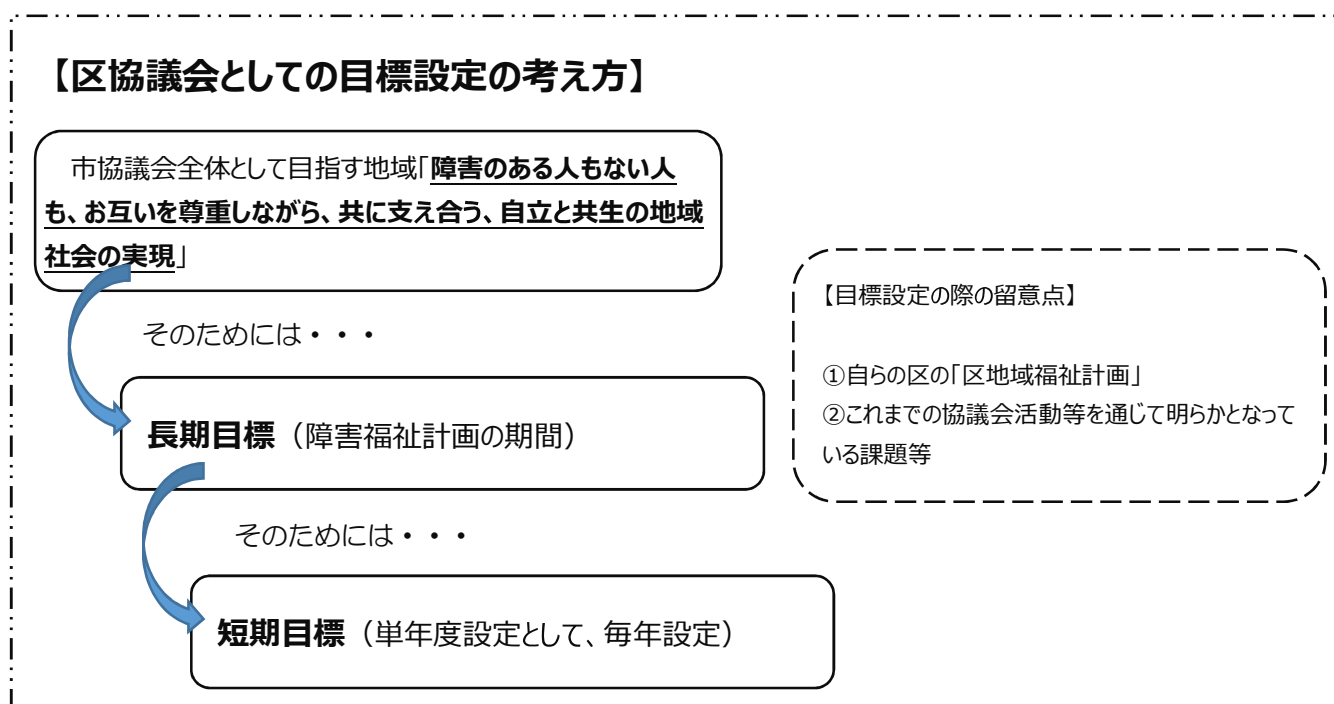 【区協議会としての目標設定の考え方】
市協議会全体として目指す地域「障害のある人もない人
も、お互いを尊重しながら、共に支え合う、自立と共生の地域
社会の実現」
そのためには・・・
長期目標（障害福祉計画の期間）
そのためには・・・
短期目標（単年度設定として、毎年設定）
【目標設定の際の留意点】
①自らの区の「区地域福祉計画」
②これまでの協議会活動等を通じて明らかとなって
いる課題等